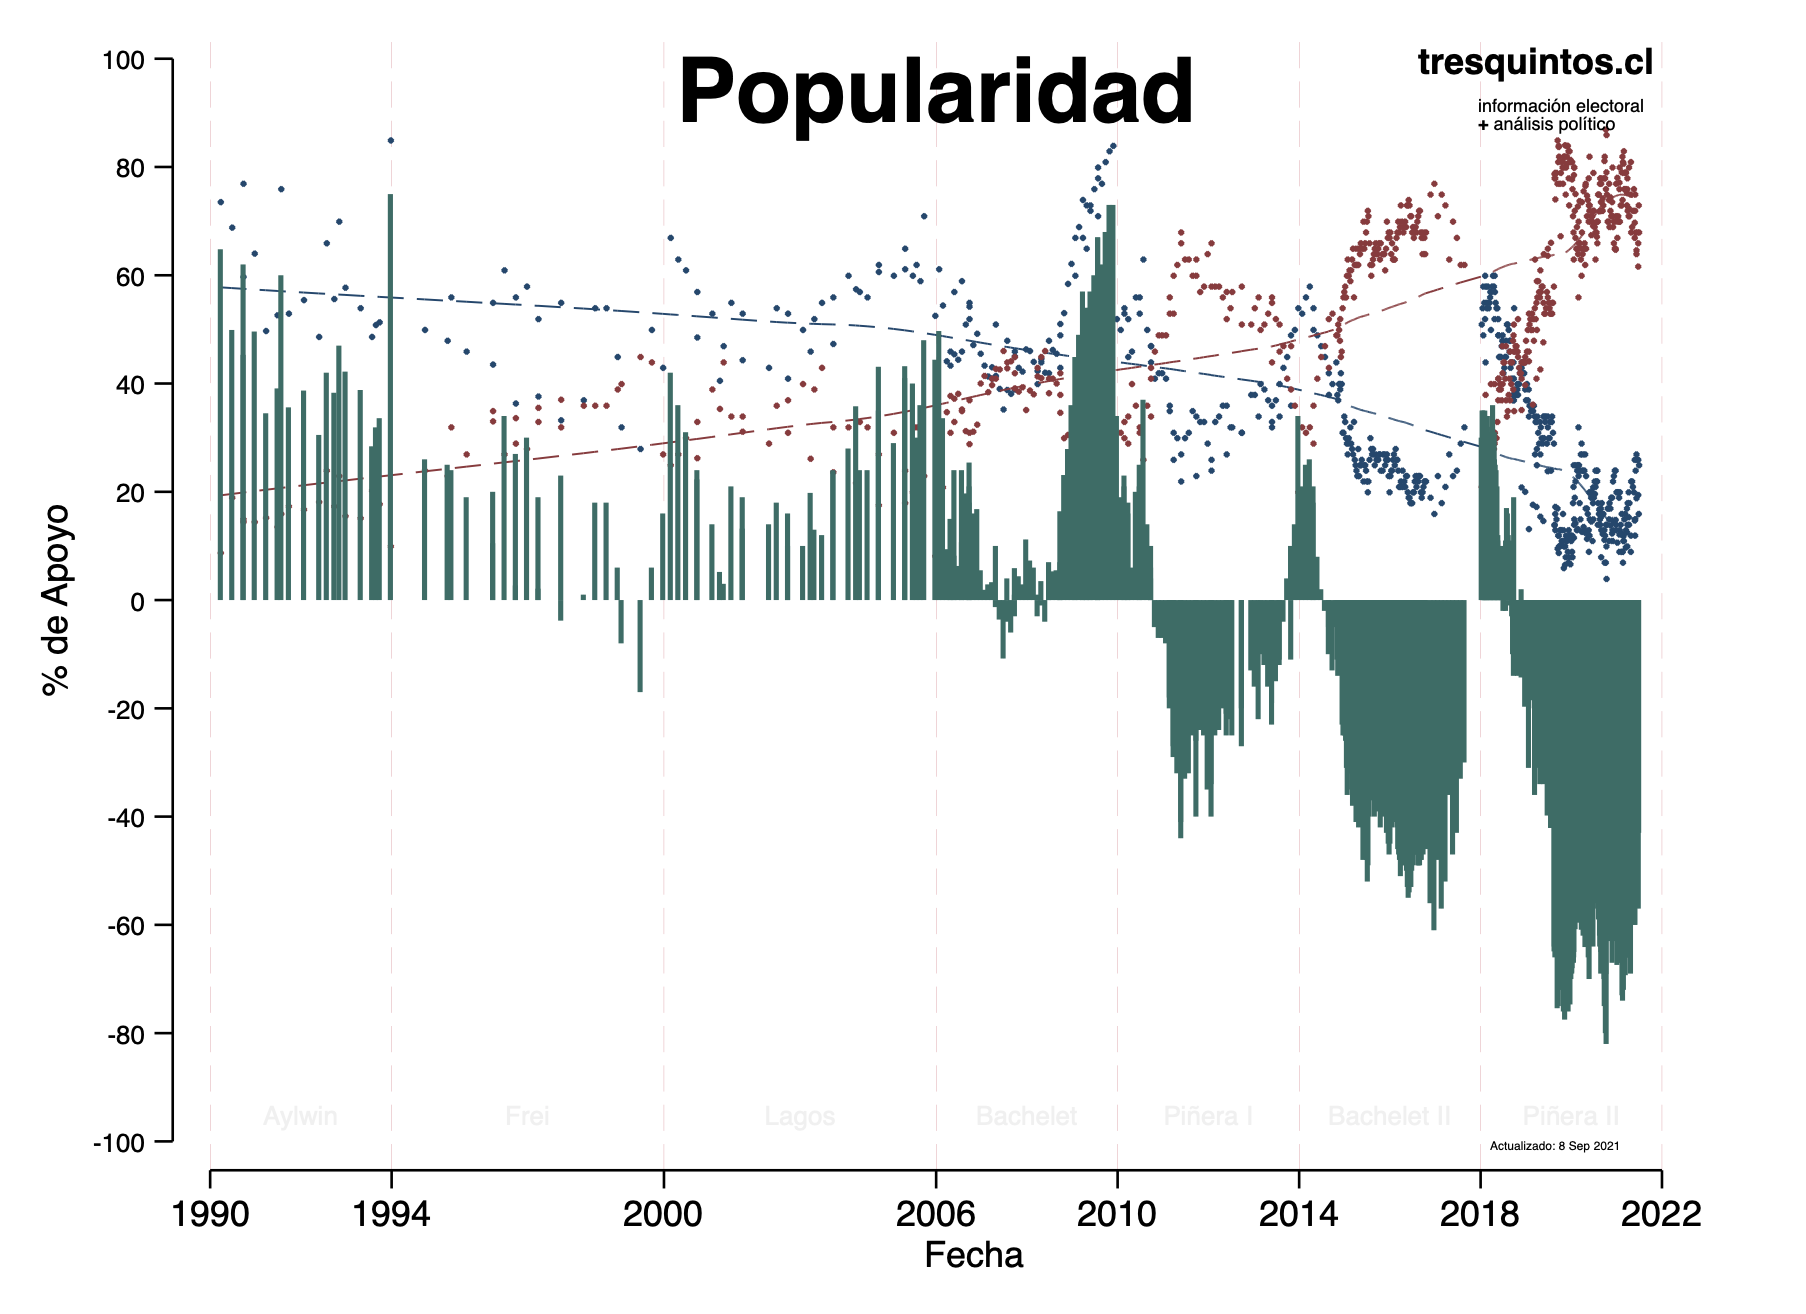 Popularidad
tresquintos.cl
información electoral
+ análisis político
100
80
60
40
20
0
-20
-40
-60
-80
-100
% de Apoyo
Aylwin
Frei
Lagos
Bachelet
Piñera I
Bachelet II
Piñera II
Actualizado: 8 Sep 2021
1990
1994
2000
2006
2010
2014
2018
2022
Fecha